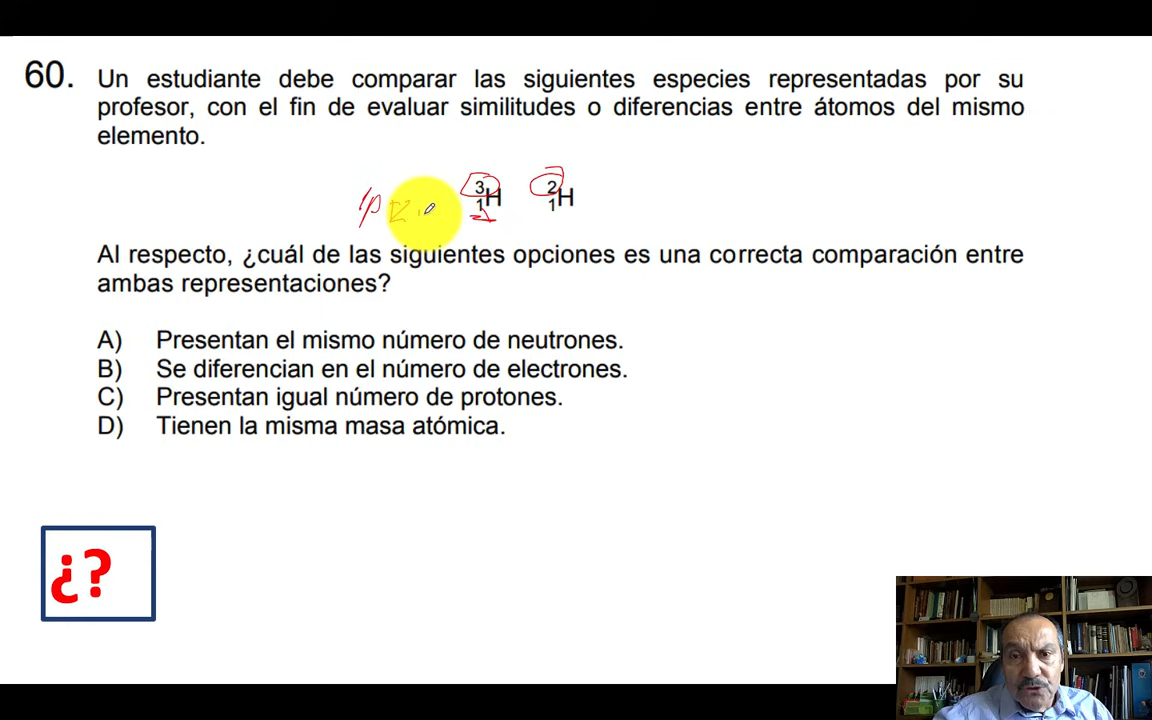 60. Un estudiante debe comparar las siguientes especies representadas por su
profesor, con el fin de evaluar similitudes o diferencias entre átomos del mismo
elemento.
1p ³₁H ²₁H
Al respecto, ¿cuál de las siguientes opciones es una correcta comparación entre
ambas representaciones?
A) Presentan el mismo número de neutrones.
B) Se diferencian en el número de electrones.
C) Presentan igual número de protones.
D) Tienen la misma masa atómica.
¿?